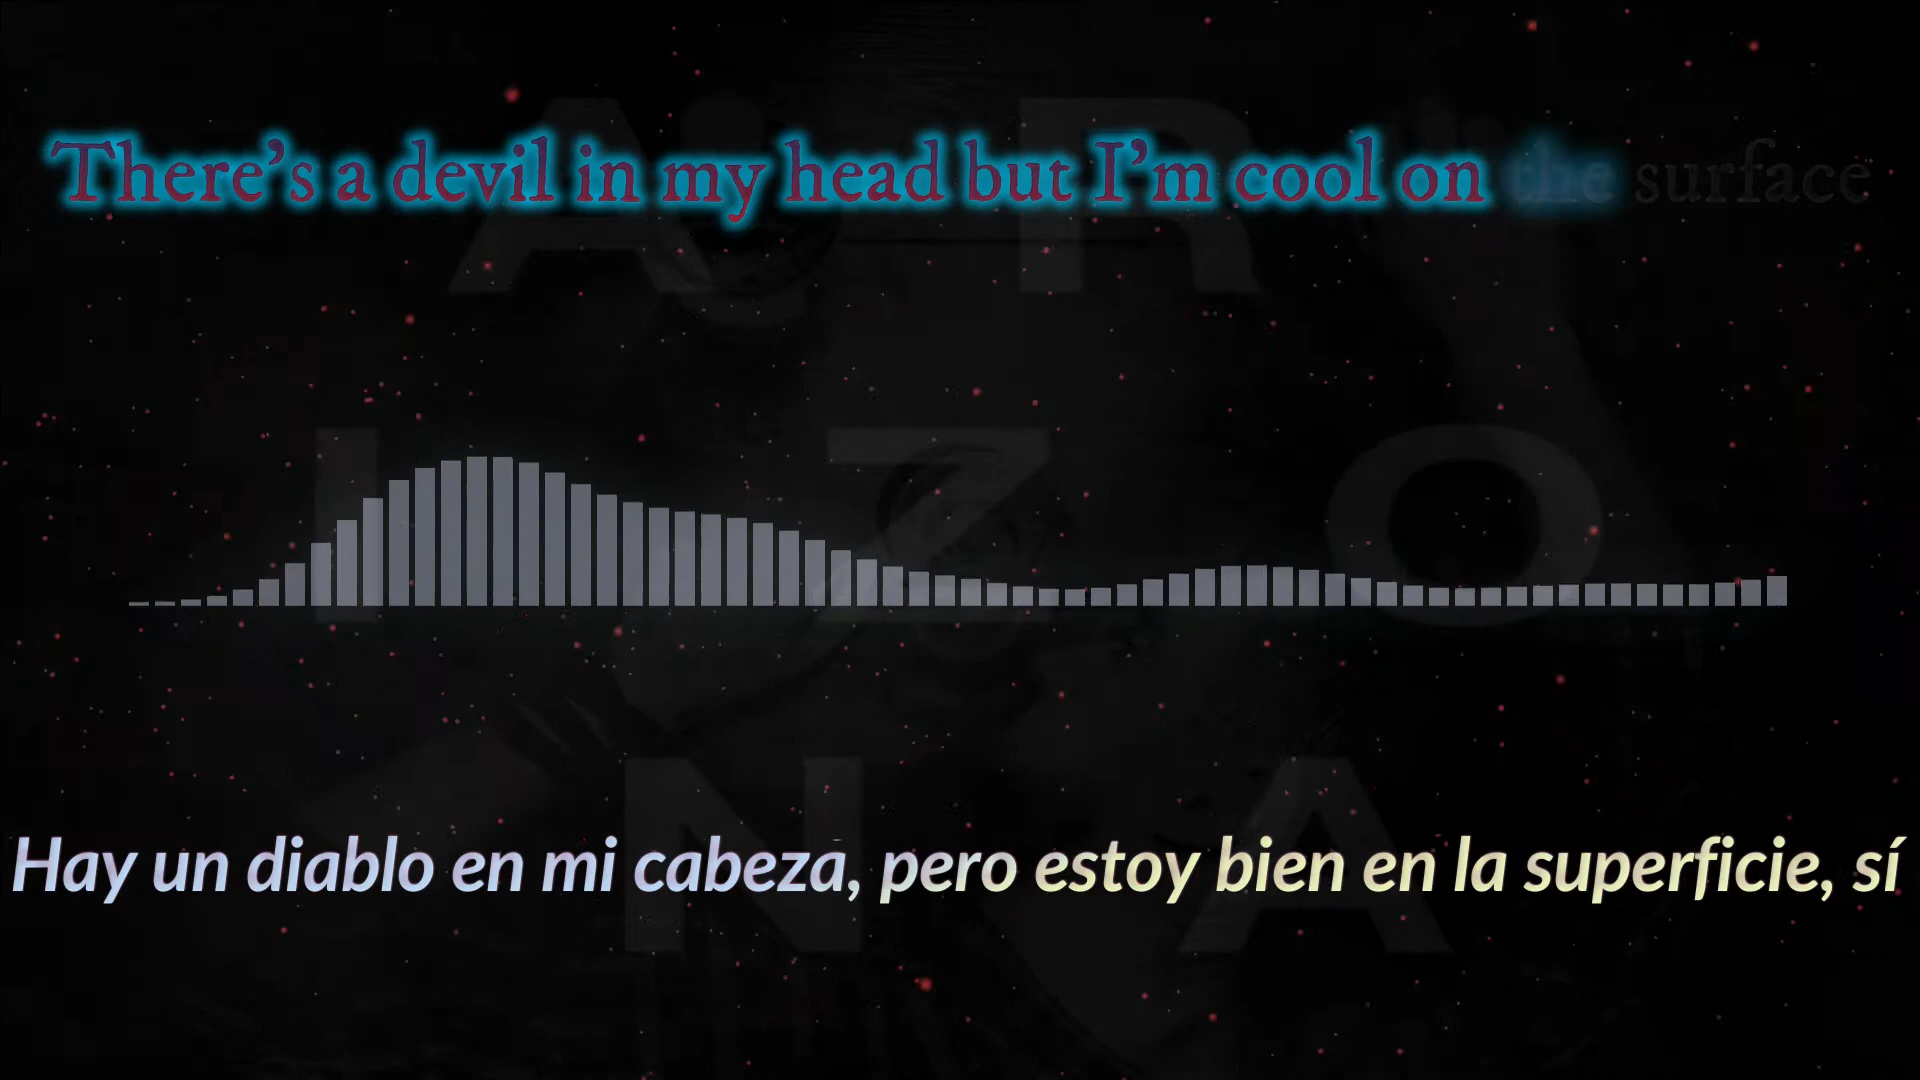 There's a devil in my head but I'm cool on the surface
A R
I Z O
N A
Hay un diablo en mi cabeza, pero estoy bien en la superficie, sí